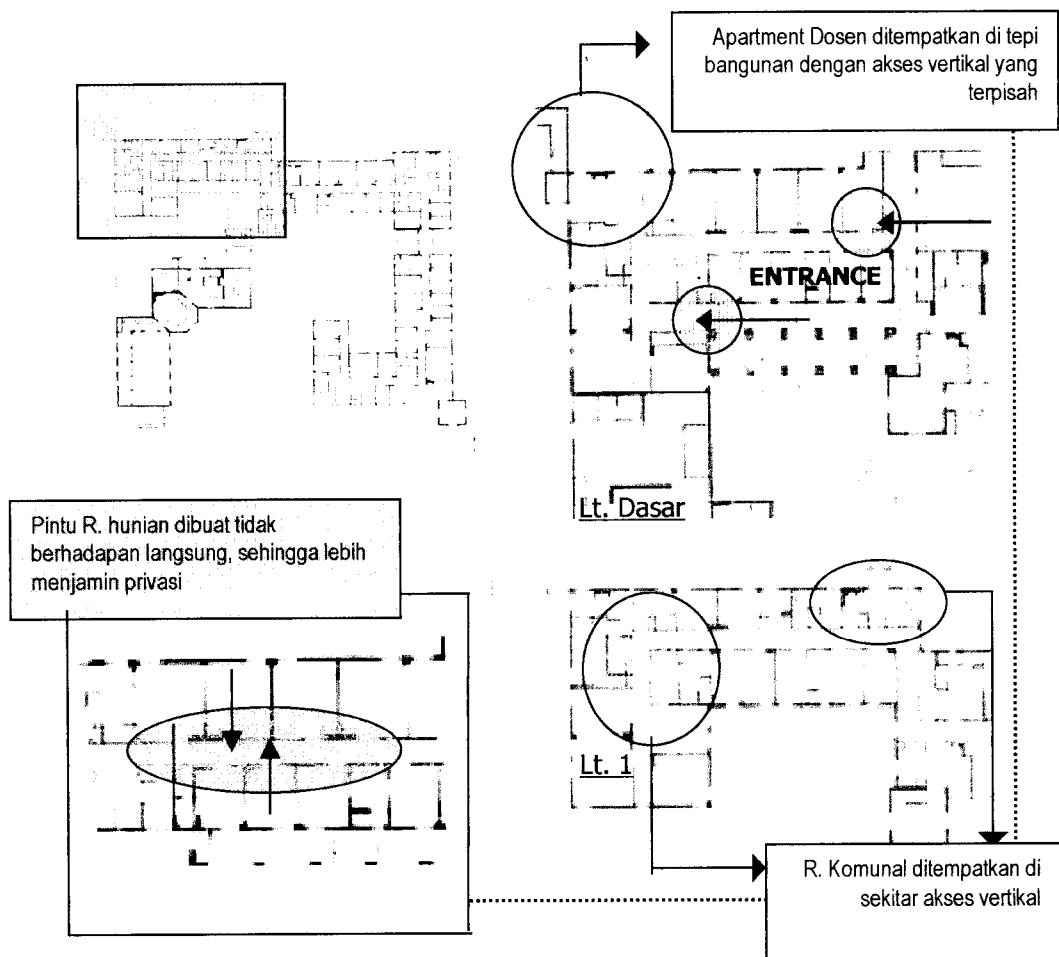 Apartment Dosen ditempatkan di tepi
bangunan dengan akses vertikal yang
terpisah
ENTRANCE
Lt. Dasar
Pintu R. hunian dibuat tidak
berhadapan langsung, sehingga lebih
menjamin privasi
Lt. 1
R. Komunal ditempatkan di
sekitar akses vertikal